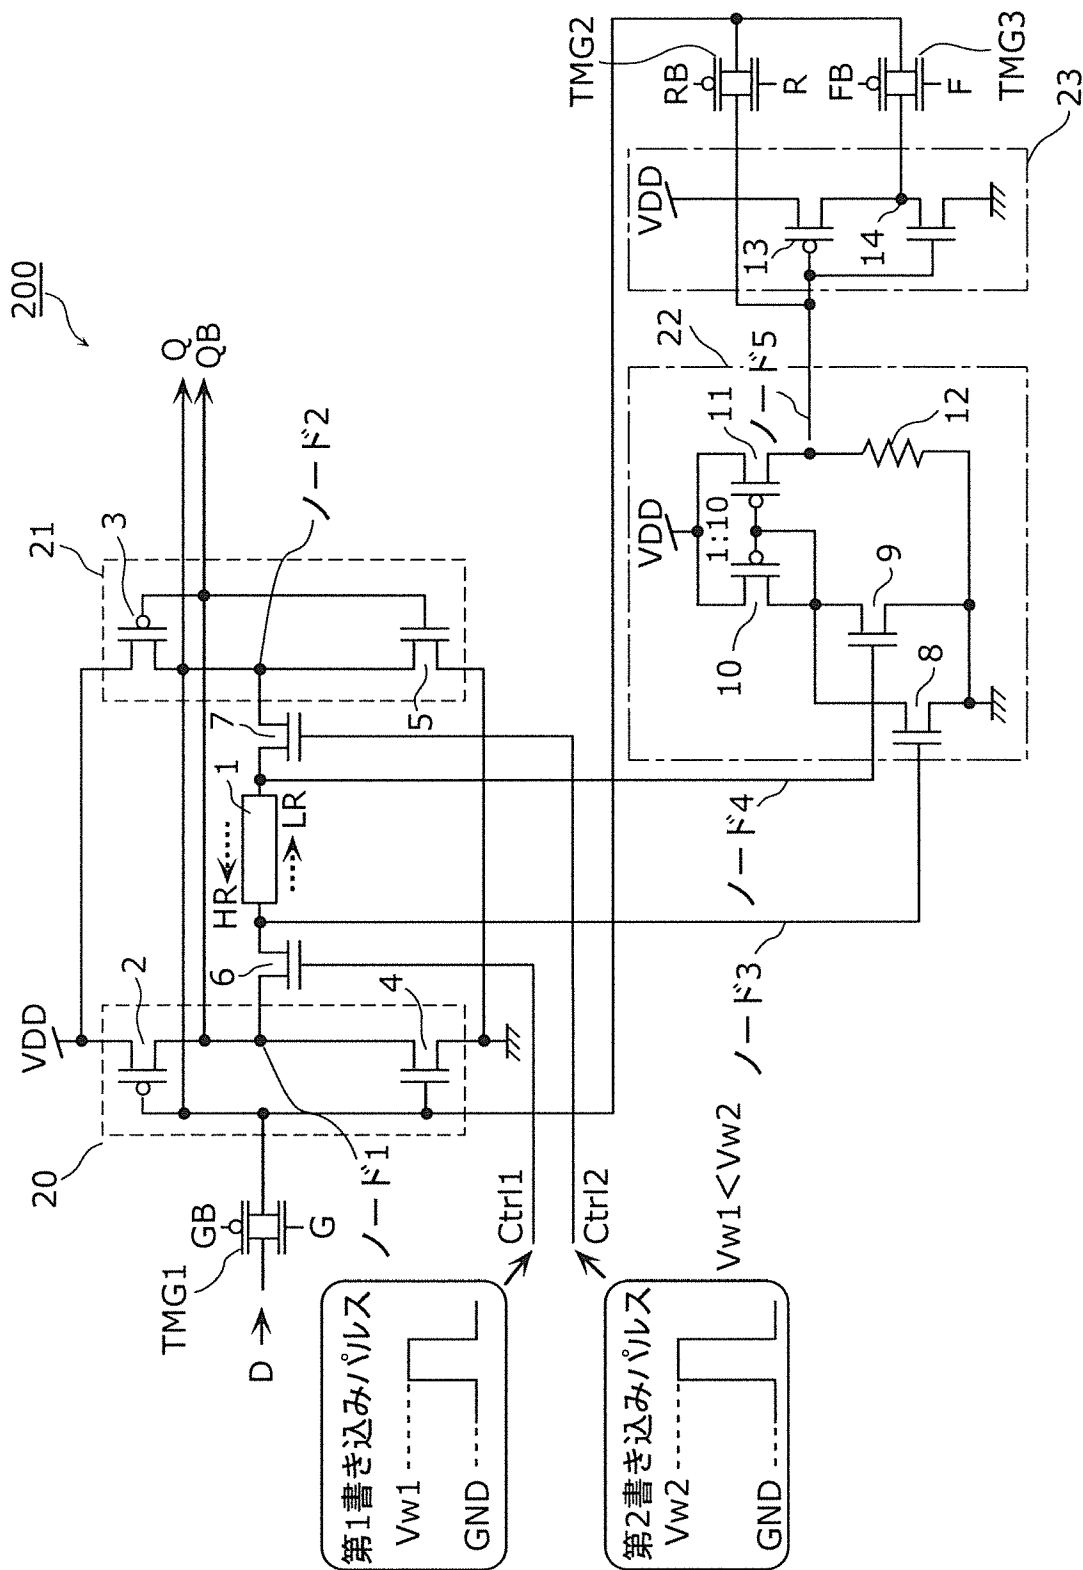 200
Q
QB
21
3
ノード2
5
7
1
LR
HR
6
VDD
2
4
20
ノード1
GB
G
TMG1
D
Ctrl1
Ctrl2
第1書き込みパルス
Vw1
GND
第2書き込みパルス
Vw2
GND
Vw1<Vw2
ノード3
ノード4
22
VDD
1:10
10
11
ノード5
12
9
8
VDD
13
14
23
TMG2
RB
R
FB
F
TMG3